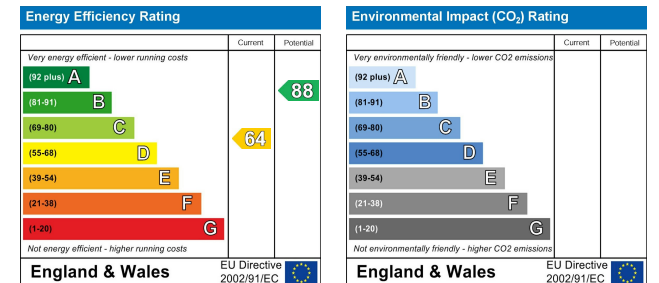 Energy Efficiency Rating
Current Potential
Very energy efficient - lower running costs
(92 plus) A
(81-91) B
(69-80) C
(55-68) D
(39-54) E
(21-38) F
(1-20) G
64
88
Not energy efficient - higher running costs
England & Wales
EU Directive
2002/91/EC
Environmental Impact (CO₂) Rating
Current Potential
Very environmentally friendly - lower CO2 emissions
(92 plus) A
(81-91) B
(69-80) C
(55-68) D
(39-54) E
(21-38) F
(1-20) G
Not environmentally friendly - higher CO2 emissions
England & Wales
EU Directive
2002/91/EC